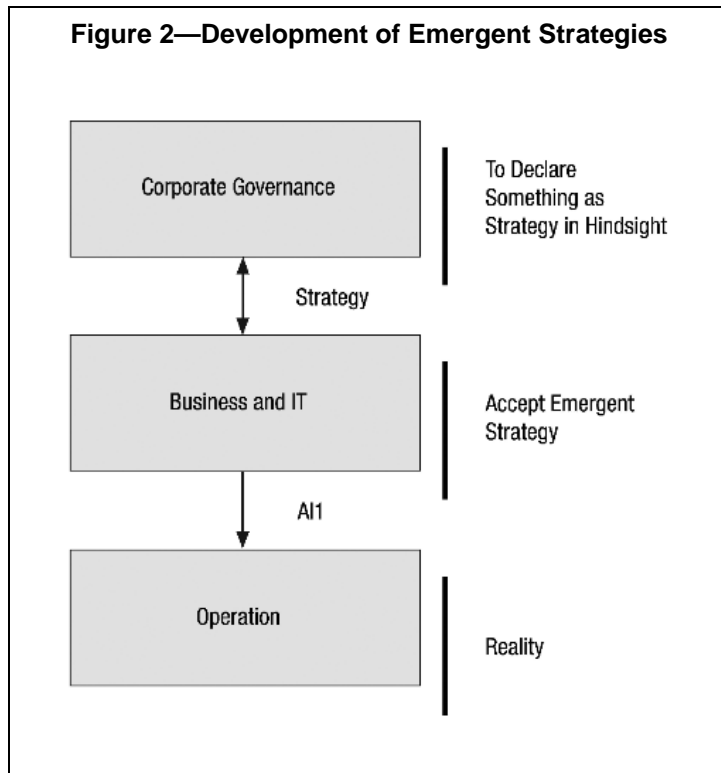 Figure 2—Development of Emergent Strategies
Corporate Governance
To Declare
Something as
Strategy in Hindsight
Strategy
Business and IT
Accept Emergent
Strategy
AI1
Operation
Reality